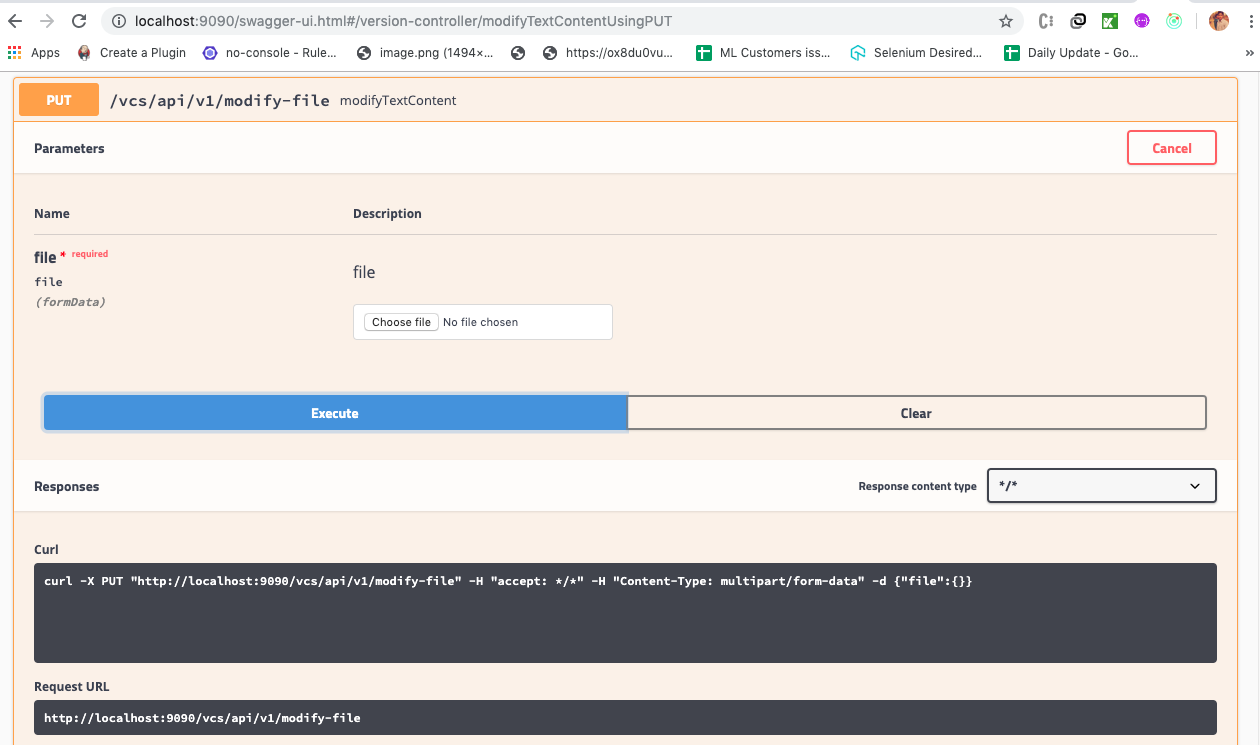 localhost:9090/swagger-ui.html#/version-controller/modifyTextContentUsingPUT
Apps Create a Plugin no-console - Rule... image.png (1494×... https://ox8du0vu... ML Customers iss... Selenium Desired... Daily Update - Go... »
PUT /vcs/api/v1/modify-file modifyTextContent
Parameters Cancel
Name Description
file * required
file
(formData)
file
Choose file No file chosen
Execute Clear
Responses Response content type */*
Curl
curl -X PUT "http://localhost:9090/vcs/api/v1/modify-file" -H "accept: */*" -H "Content-Type: multipart/form-data" -d {"file":{}}
Request URL
http://localhost:9090/vcs/api/v1/modify-file